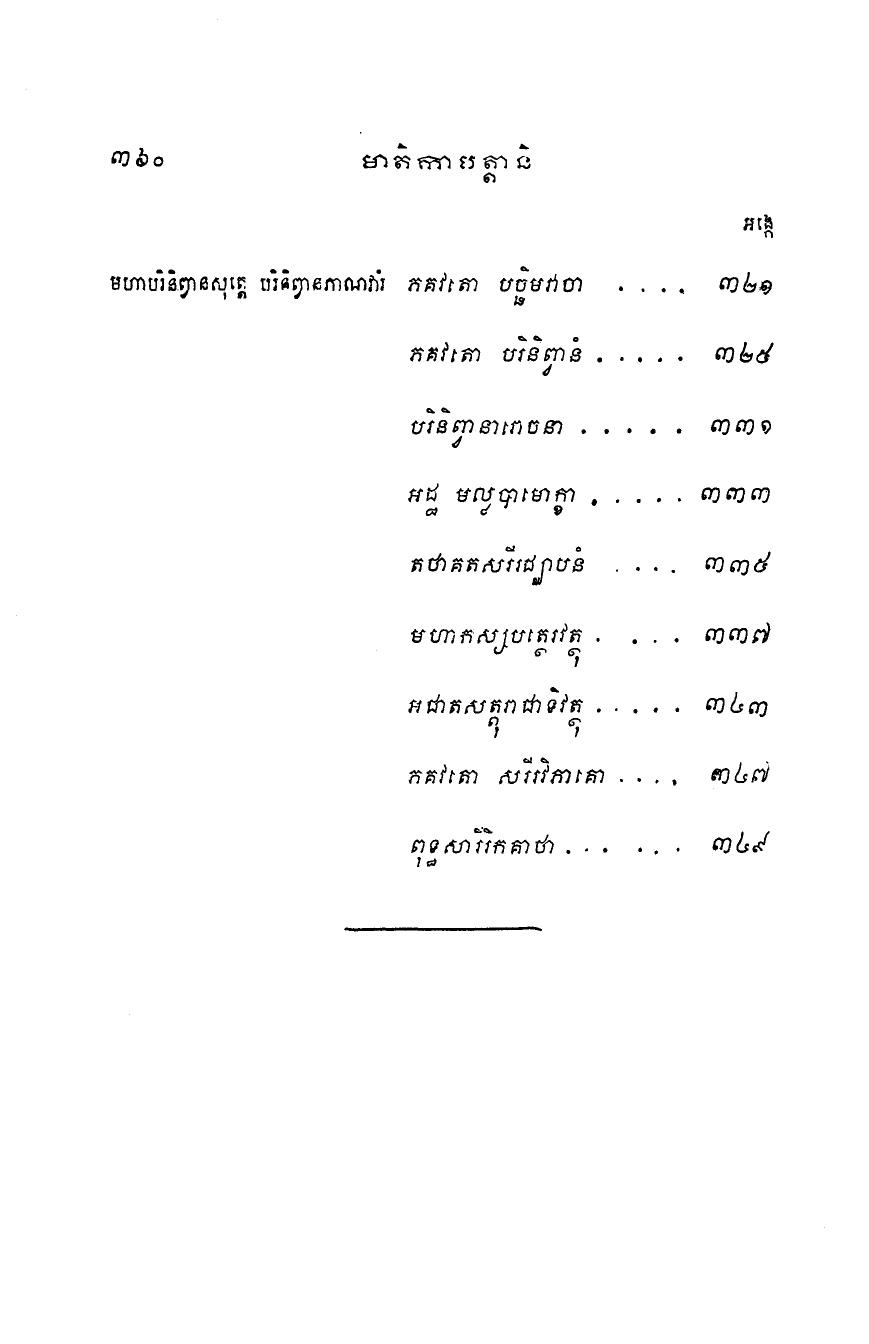 ៣៦០ មាតិកាបត្តានិ
អង្កេ
មហាបរិនិព្វានសុត្តេ បរិនិព្វានភាណវារំ ភគវតោ បច្ឆិមវាចា . . . . ៣២១
ភគវតោ បរិនិព្វានំ . . . . . ៣២៥
បរិនិព្វានារោចនា . . . . . ៣៣១
អដ្ឋ មល្លបាមោក្ខា . . . . . ៣៣៣
តថាគតសរីរដ្ឃាបនំ . . . . ៣៣៥
មហាកស្សបត្ថេរវត្ថុ . . . . ៣៣៧
អជាតសត្តុរាជាទិវត្ថុ . . . . . ៣៤៣
ភគវតោ សរីរវិភាគោ . . . . ៣៤៧
ពុទ្ធសារីរិកគាថា . . . . . . ៣៤៩